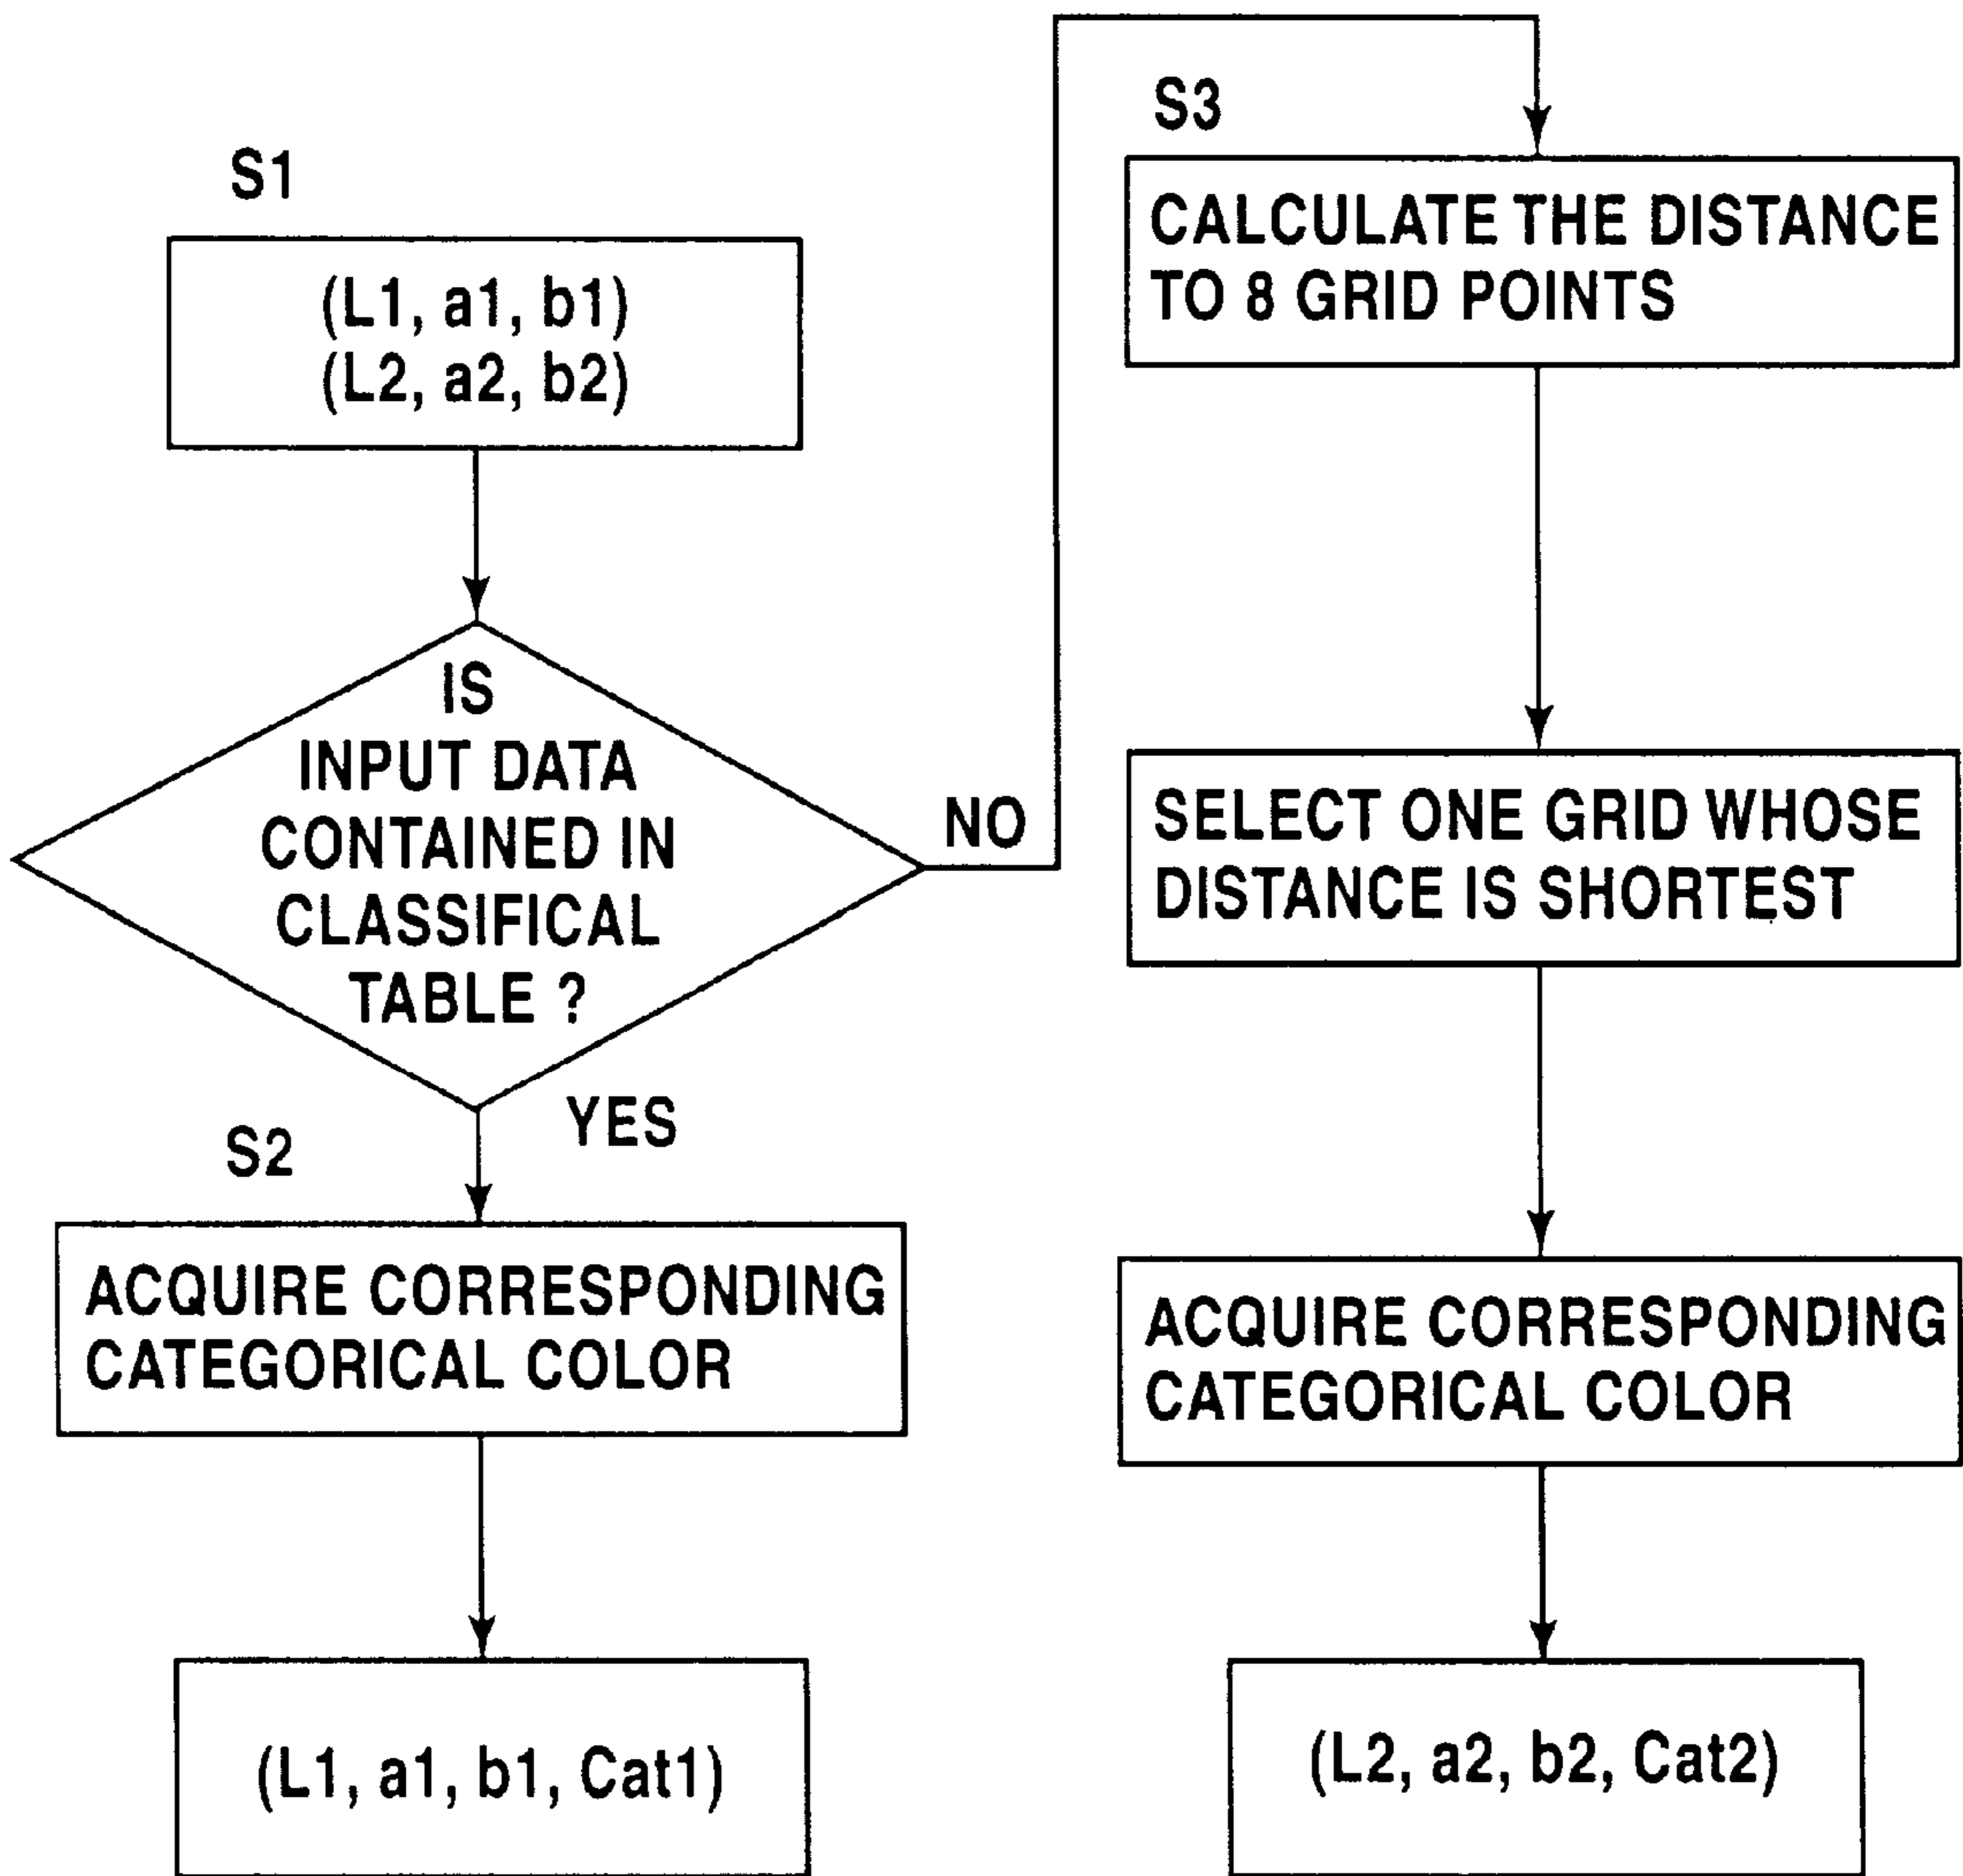 S1
(L1, a1, b1)
(L2, a2, b2)
IS
INPUT DATA
CONTAINED IN
CLASSIFICAL
TABLE ?
NO
YES
S2
ACQUIRE CORRESPONDING
CATEGORICAL COLOR
(L1, a1, b1, Cat1)
S3
CALCULATE THE DISTANCE
TO 8 GRID POINTS
SELECT ONE GRID WHOSE
DISTANCE IS SHORTEST
ACQUIRE CORRESPONDING
CATEGORICAL COLOR
(L2, a2, b2, Cat2)